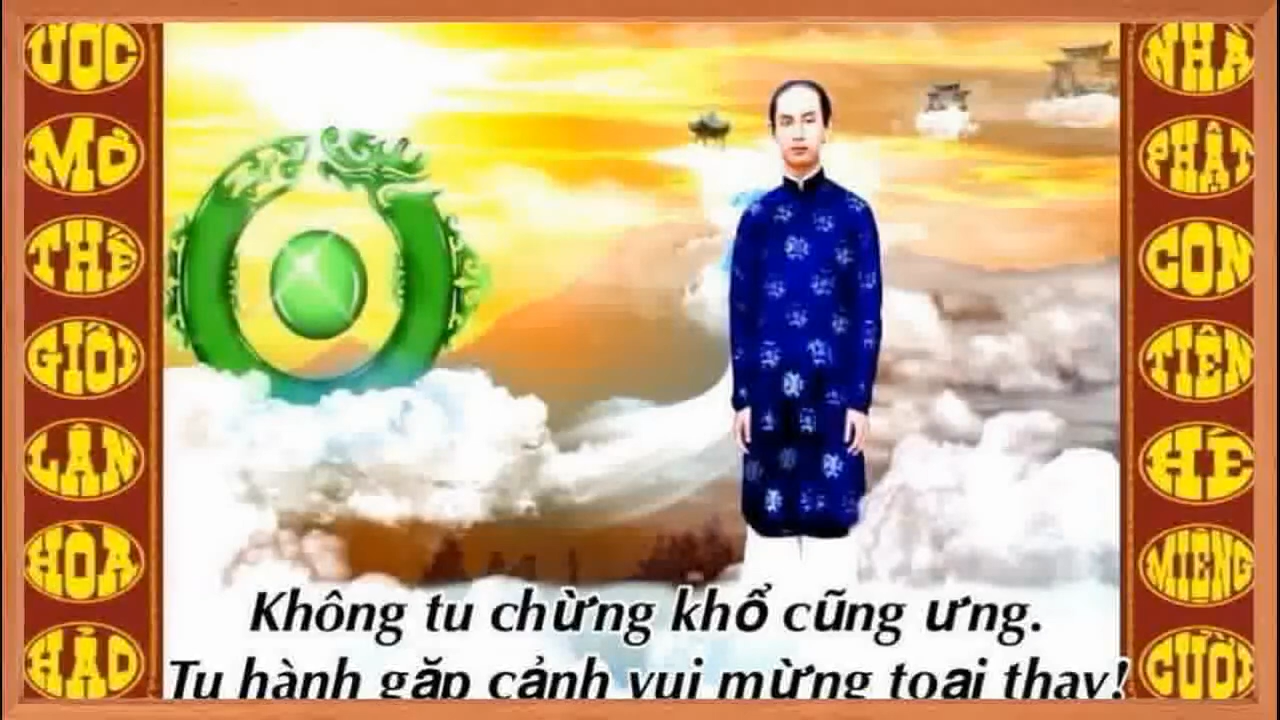 ƯỚC
MỞ
THẾ
GIỚI
LÂN
HÒA
HẢO
Không tu chừng khổ cũng ưng.
Tu hành gặp cảnh vui mừng toại thay!
NHÀ
PHẬT
CON
TIÊN
HÉ
MIỆNG
CƯỜI